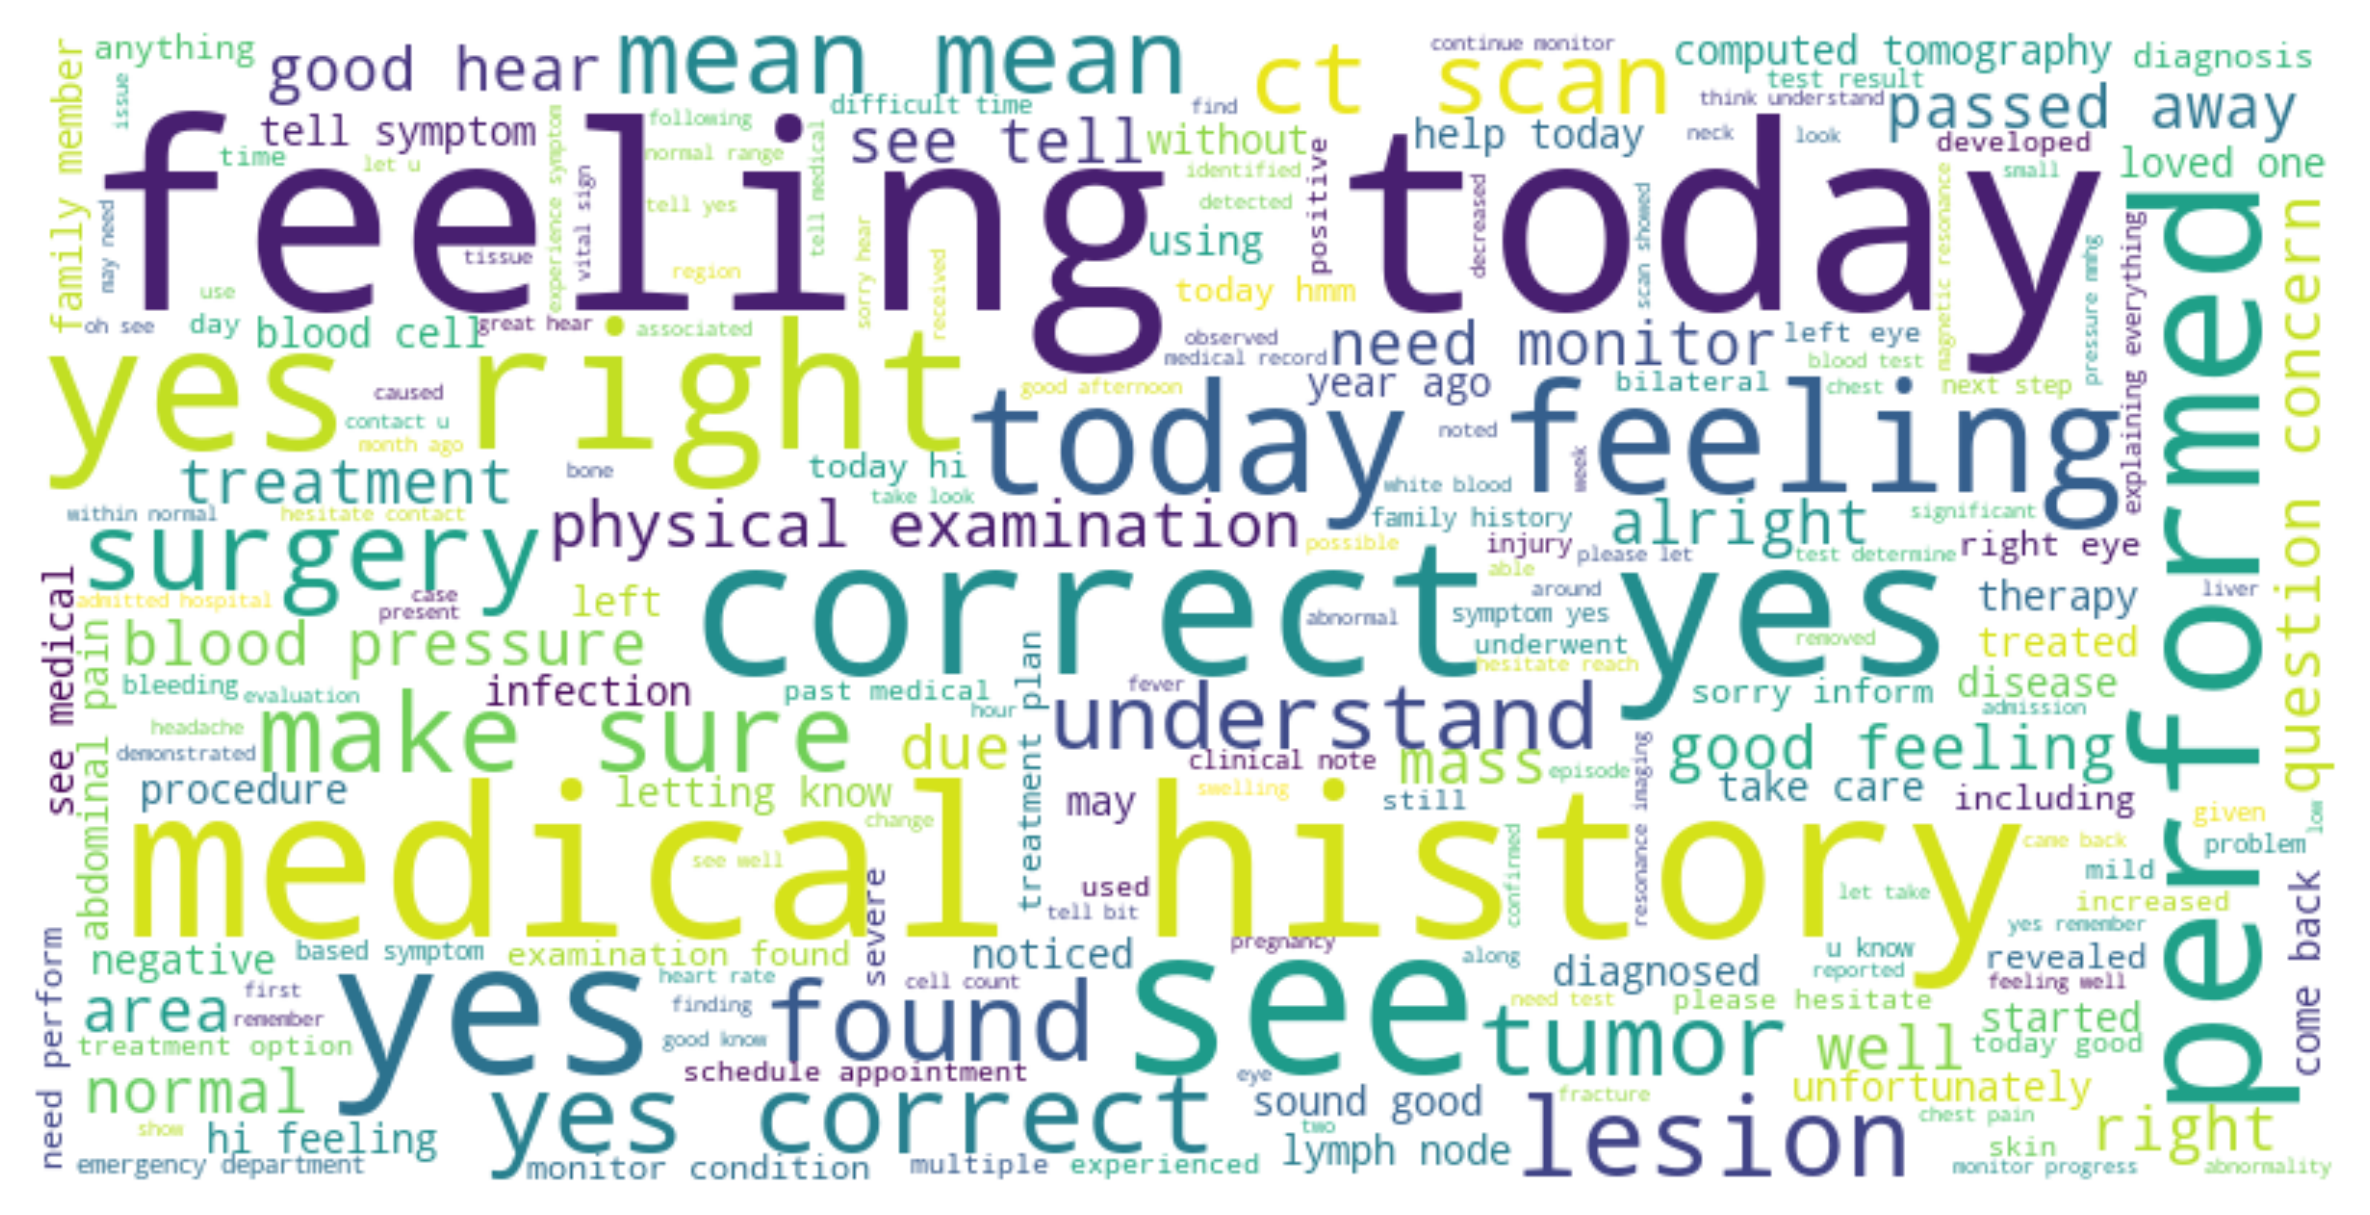 family member
anything
issue
good hear
mean mean
ct scan
continue monitor
computed tomography
diagnosis
test result
think understand
passed away
tell symptom
difficult time
following
find
see tell
without
help today
neck
look
developed
loved one
time
let u
normal range
experience symptom
tell medical
identified
positive
small
feeling today
may need
vital sign
tell yes
detected
decreased
scan showed
magnetic resonance
pressure mmhg
explaining everything
performed
question concern
tissue
region
sorry hear
received
using
today hmm
use
oh see
day
blood cell
great hear
associated
observed
medical record
need monitor
left eye
blood test
yes right
caused
contact u
month ago
good afternoon
year ago
bilateral
chest
next step
today feeling
noted
treatment
bone
today hi
take look
white blood
week
within normal
hesitate contact
physical examination
family history
alright
significant
surgery
possible
injury
please let
test determine
right eye
able
see medical
admitted hospital
case
present
left
correct yes
abnormal
around
symptom yes
therapy
liver
blood pressure
underwent
removed
treated
hesitate reach
abdominal pain
bleeding
evaluation
infection
past medical
hour
fever
treatment plan
understand
sorry inform
disease
admission
headache
demonstrated
make sure
due
clinical note
mass
episode
resonance imaging
good feeling
procedure
letting know
change
may
swelling
still
take care
including
given
low
medical history
see well
severe
used
tell bit
confirmed
let take
came back
problem
mild
increased
come back
need perform
negative
based symptom
examination found
noticed
pregnancy
along
yes remember
u know
revealed
yes
heart rate
cell count
see
diagnosed
reported
feeling well
area
first
remember
finding
found
need test
please hesitate
started
treatment option
good know
tumor
well
today good
schedule appointment
eye
normal
yes correct
sound good
fracture
unfortunately
lesion
chest pain
right
show
hi feeling
two
lymph node
skin
emergency department
monitor condition
multiple
experienced
monitor progress
abnormality